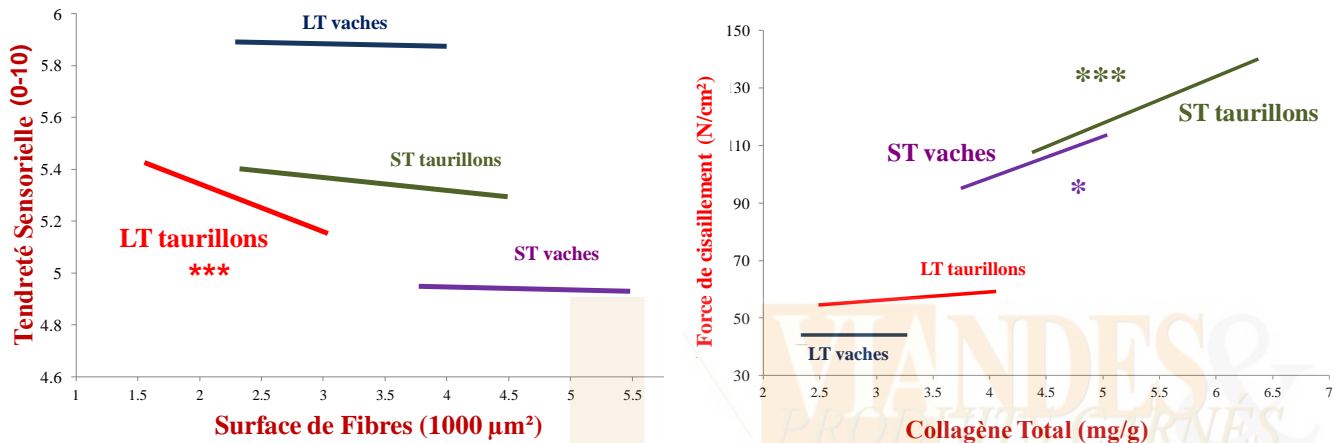 Tendreté Sensorielle (0-10)
6
5.8
5.6
5.4
5.2
5
4.8
4.6
LT vaches
ST taurillons
LT taurillons
***
ST vaches
1
1.5
2
2.5
3
3.5
4
4.5
5
5.5
Surface de Fibres (1000 µm²)
Force de cisaillement (N/cm²)
150
130
110
90
70
50
30
***
ST taurillons
ST vaches
*
LT taurillons
LT vaches
2
2.5
3
3.5
4
4.5
5
5.5
6
6.5
7
Collagène Total (mg/g)
VIANDES &
PRODUITS CARNÉS